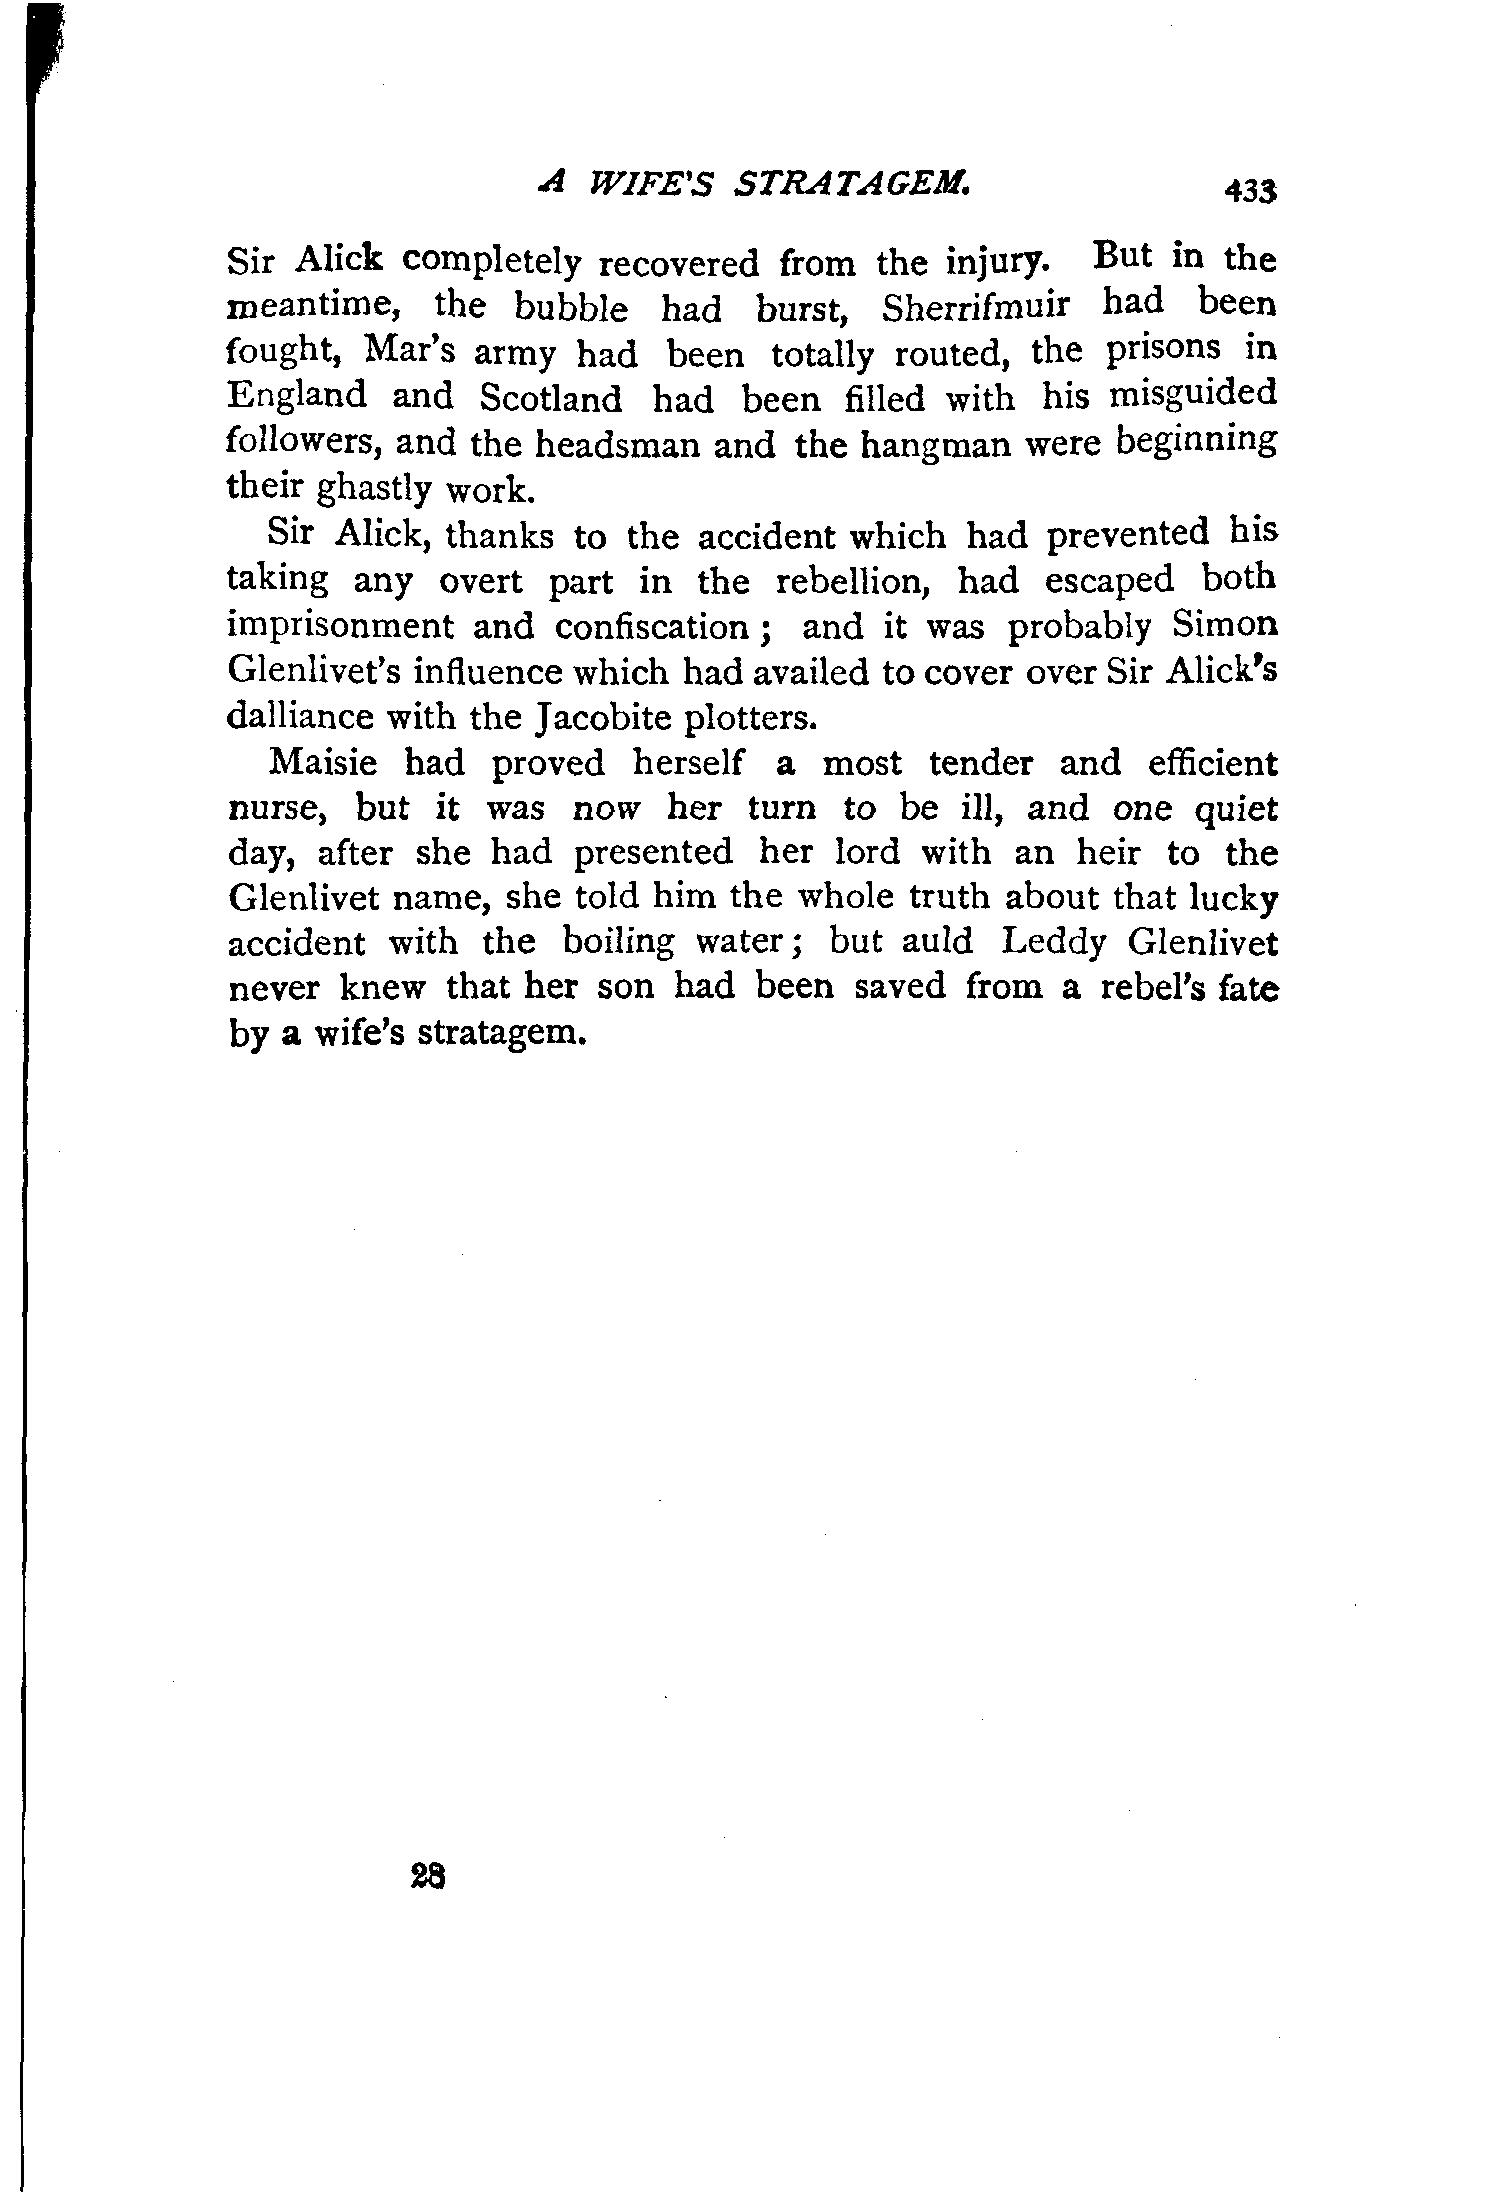 A WIFE'S STRATAGEM. 433
Sir Alick completely recovered from the injury. But in the
meantime, the bubble had burst, Sherrifmuir had been
fought, Mar's army had been totally routed, the prisons in
England and Scotland had been filled with his misguided
followers, and the headsman and the hangman were beginning
their ghastly work.
Sir Alick, thanks to the accident which had prevented his
taking any overt part in the rebellion, had escaped both
imprisonment and confiscation; and it was probably Simon
Glenlivet's influence which had availed to cover over Sir Alick's
dalliance with the Jacobite plotters.
Maisie had proved herself a most tender and efficient
nurse, but it was now her turn to be ill, and one quiet
day, after she had presented her lord with an heir to the
Glenlivet name, she told him the whole truth about that lucky
accident with the boiling water; but auld Leddy Glenlivet
never knew that her son had been saved from a rebel's fate
by a wife's stratagem.
28